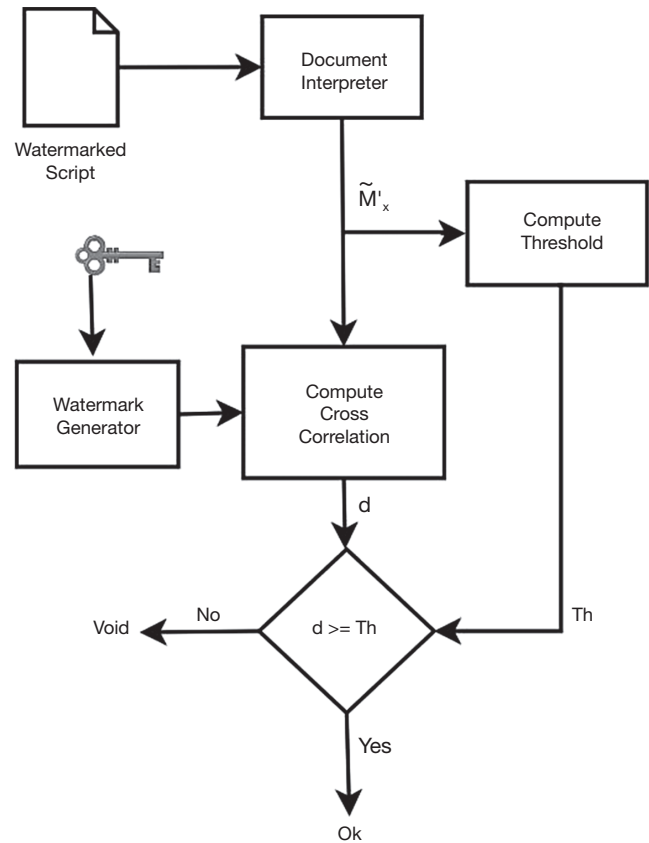 Document
Interpreter
Watermarked
Script
M̃'ₓ
Compute
Threshold
Watermark
Generator
Compute
Cross
Correlation
d
No
Void
d >= Th
Th
Yes
Ok